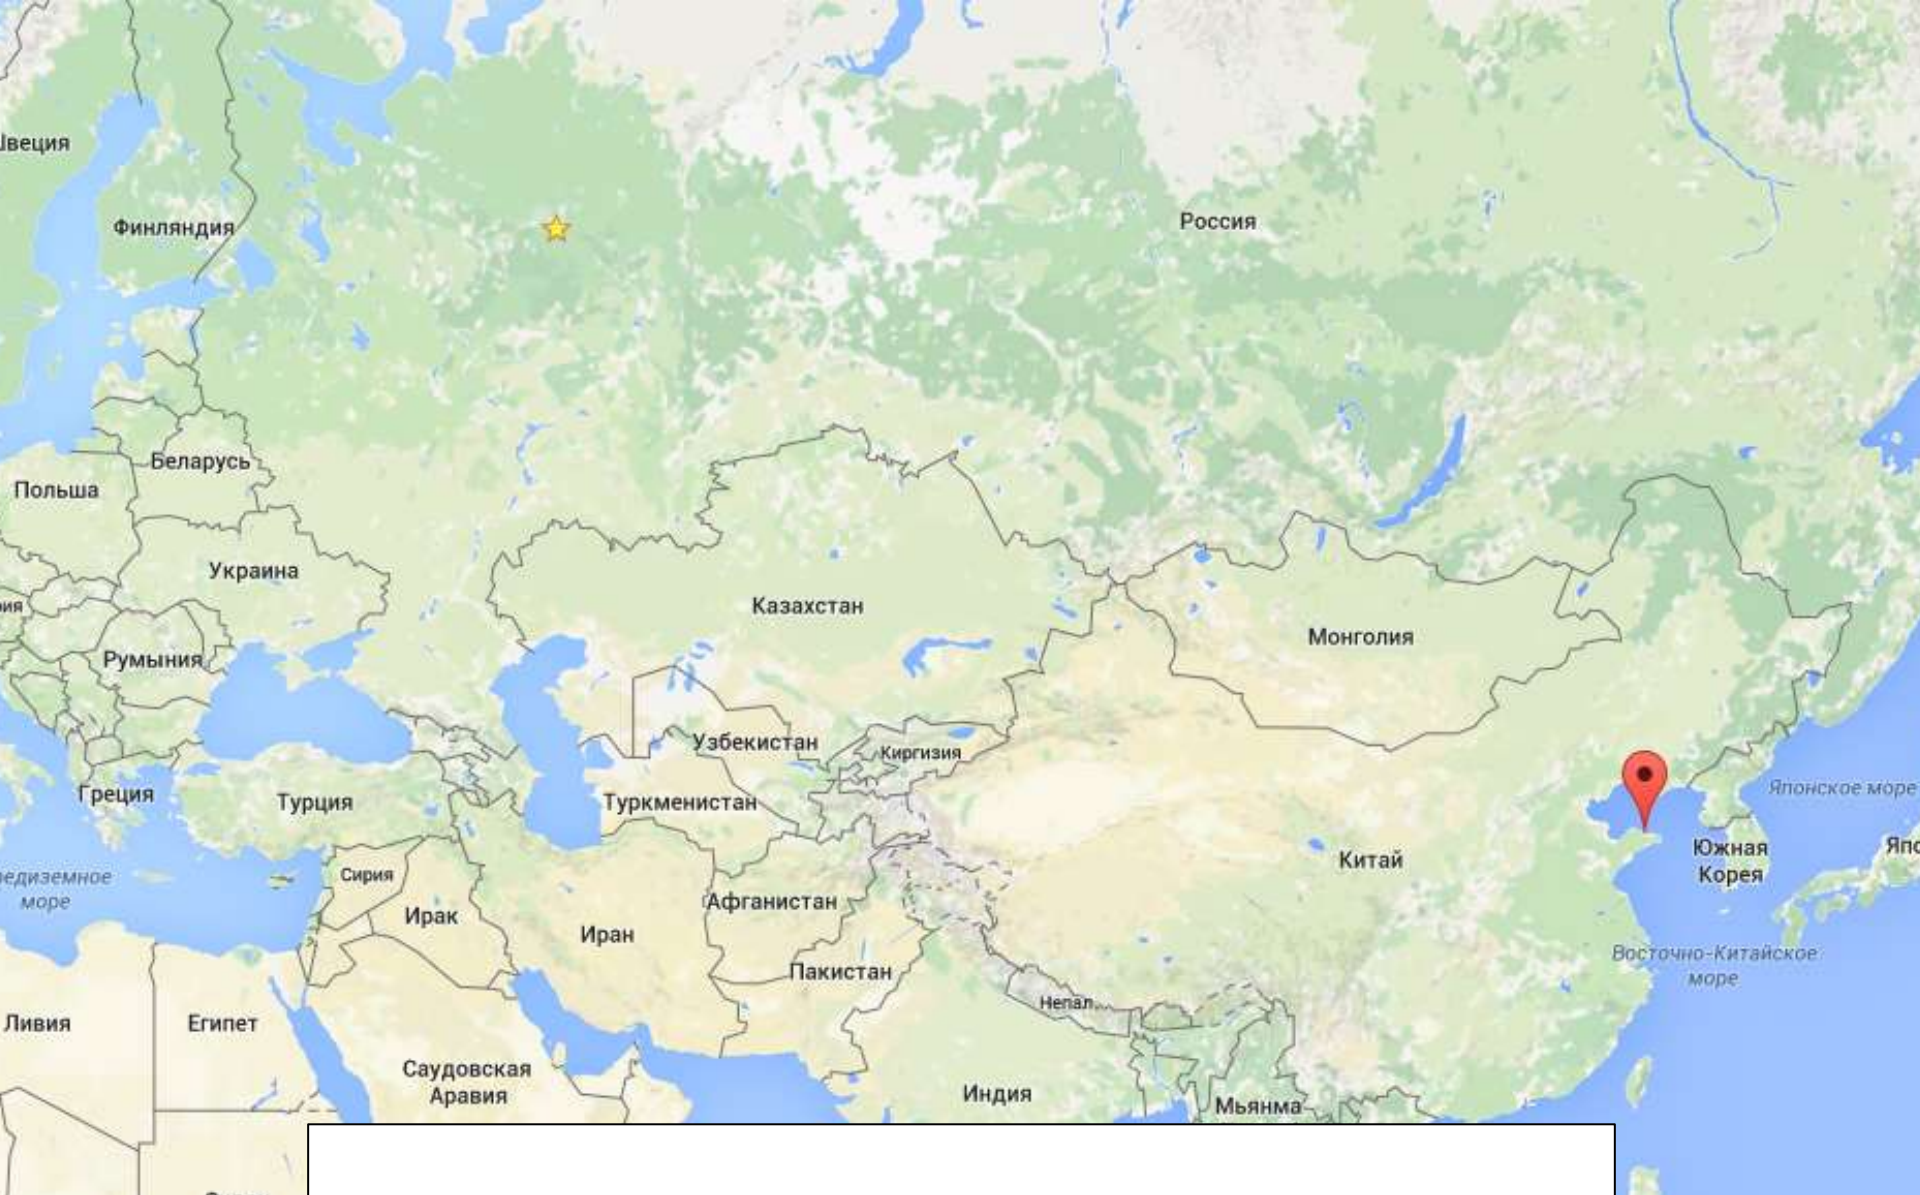 Швеция
Финляндия
Россия
Беларусь
Польша
Украина
Казахстан
Монголия
Румыния
Узбекистан
Киргизия
Греция
Турция
Туркменистан
Японское море
Южная
Корея
Китай
Сирия
Афганистан
Ирак
Иран
море
Пакистан
Восточно-Китайское
море
Непал
Ливия
Египет
Саудовская
Аравия
Индия
Мьянма